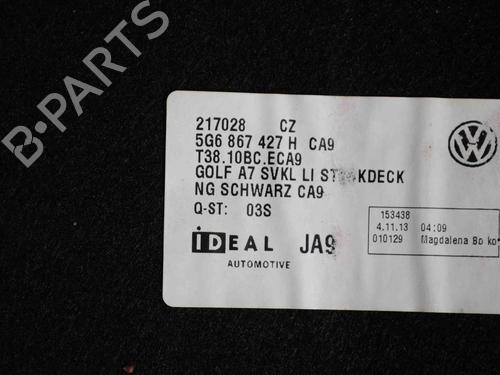 217028 CZ
5G6 867 427 H CA9
T38.10BC.ECA9
GOLF A7 SVKL LI
NG SCHWARZ CA9
Q-ST: 03S
153438
4.11.13 04:09
010129 Magdalena
iDEAL JA9
AUTOMOTIVE
B-PARTS